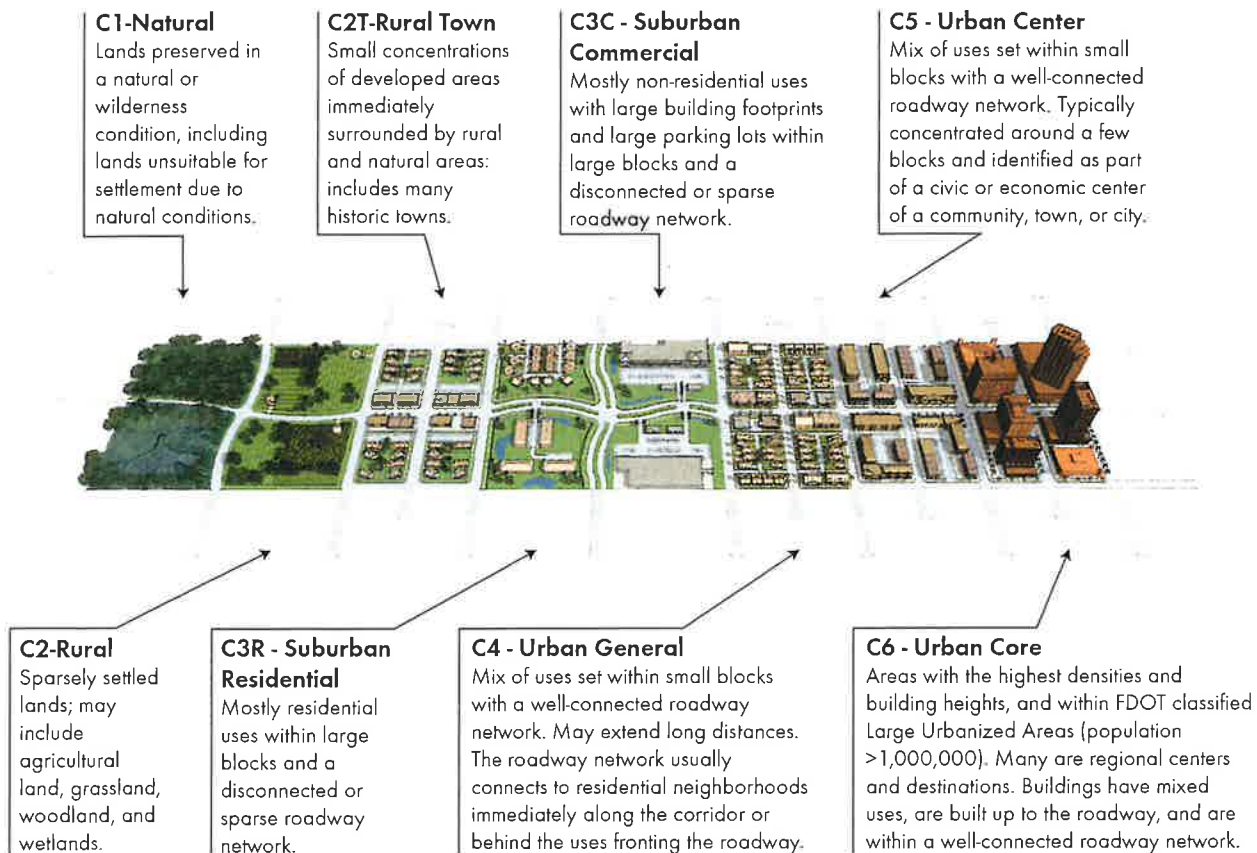 C1-Natural
Lands preserved in
a natural or
wilderness
condition, including
lands unsuitable for
settlement due to
natural conditions.
C2T-Rural Town
Small concentrations
of developed areas
immediately
surrounded by rural
and natural areas:
includes many
historic towns.
C3C - Suburban
Commercial
Mostly non-residential uses
with large building footprints
and large parking lots within
large blocks and a
disconnected or sparse
roadway network.
C5 - Urban Center
Mix of uses set within small
blocks with a well-connected
roadway network. Typically
concentrated around a few
blocks and identified as part
of a civic or economic center
of a community, town, or city.
C2-Rural
Sparsely settled
lands; may
include
agricultural
land, grassland,
woodland, and
wetlands.
C3R - Suburban
Residential
Mostly residential
uses within large
blocks and a
disconnected or
sparse roadway
network.
C4 - Urban General
Mix of uses set within small blocks
with a well-connected roadway
network. May extend long distances.
The roadway network usually
connects to residential neighborhoods
immediately along the corridor or
behind the uses fronting the roadway.
C6 - Urban Core
Areas with the highest densities and
building heights, and within FDOT classified
Large Urbanized Areas (population
>1,000,000). Many are regional centers
and destinations. Buildings have mixed
uses, are built up to the roadway, and are
within a well-connected roadway network.